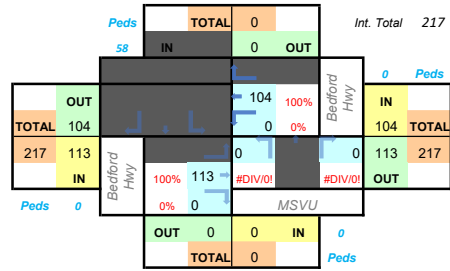 Peds TOTAL 0 Int. Total 217
58 IN 0 OUT
0 Peds
OUT 104 100% Bedford Hwy IN
TOTAL 104 0 0% 104 TOTAL
217 113 Bedford Hwy 0 0 113 217
IN 100% 113 #DIV/0! #DIV/0! OUT
Peds 0 0% 0 MSVU
OUT 0 0 IN 0
TOTAL 0 Peds